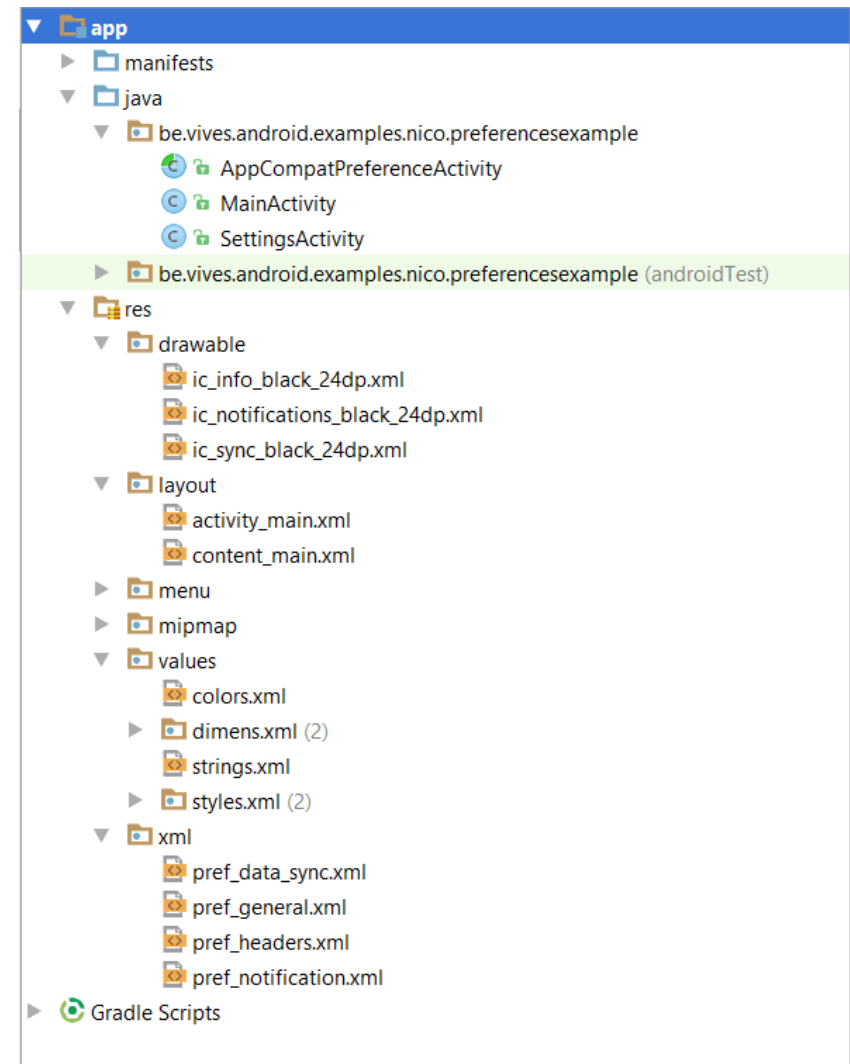 app
manifests
java
be.vives.android.examples.nico.preferencesexample
AppCompatPreferenceActivity
MainActivity
SettingsActivity
be.vives.android.examples.nico.preferencesexample (androidTest)
res
drawable
ic_info_black_24dp.xml
ic_notifications_black_24dp.xml
ic_sync_black_24dp.xml
layout
activity_main.xml
content_main.xml
menu
mipmap
values
colors.xml
dimens.xml (2)
strings.xml
styles.xml (2)
xml
pref_data_sync.xml
pref_general.xml
pref_headers.xml
pref_notification.xml
Gradle Scripts